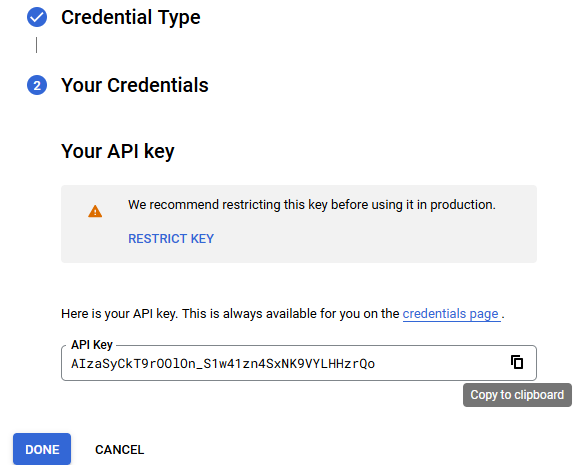 Credential Type
2
Your Credentials
Your API key
We recommend restricting this key before using it in production.
RESTRICT KEY
Here is your API key. This is always available for you on the credentials page .
API Key
AIzaSyCkT9rOOlOn_S1w41zn4SxNK9VYLHHzrQo
Copy to clipboard
DONE
CANCEL